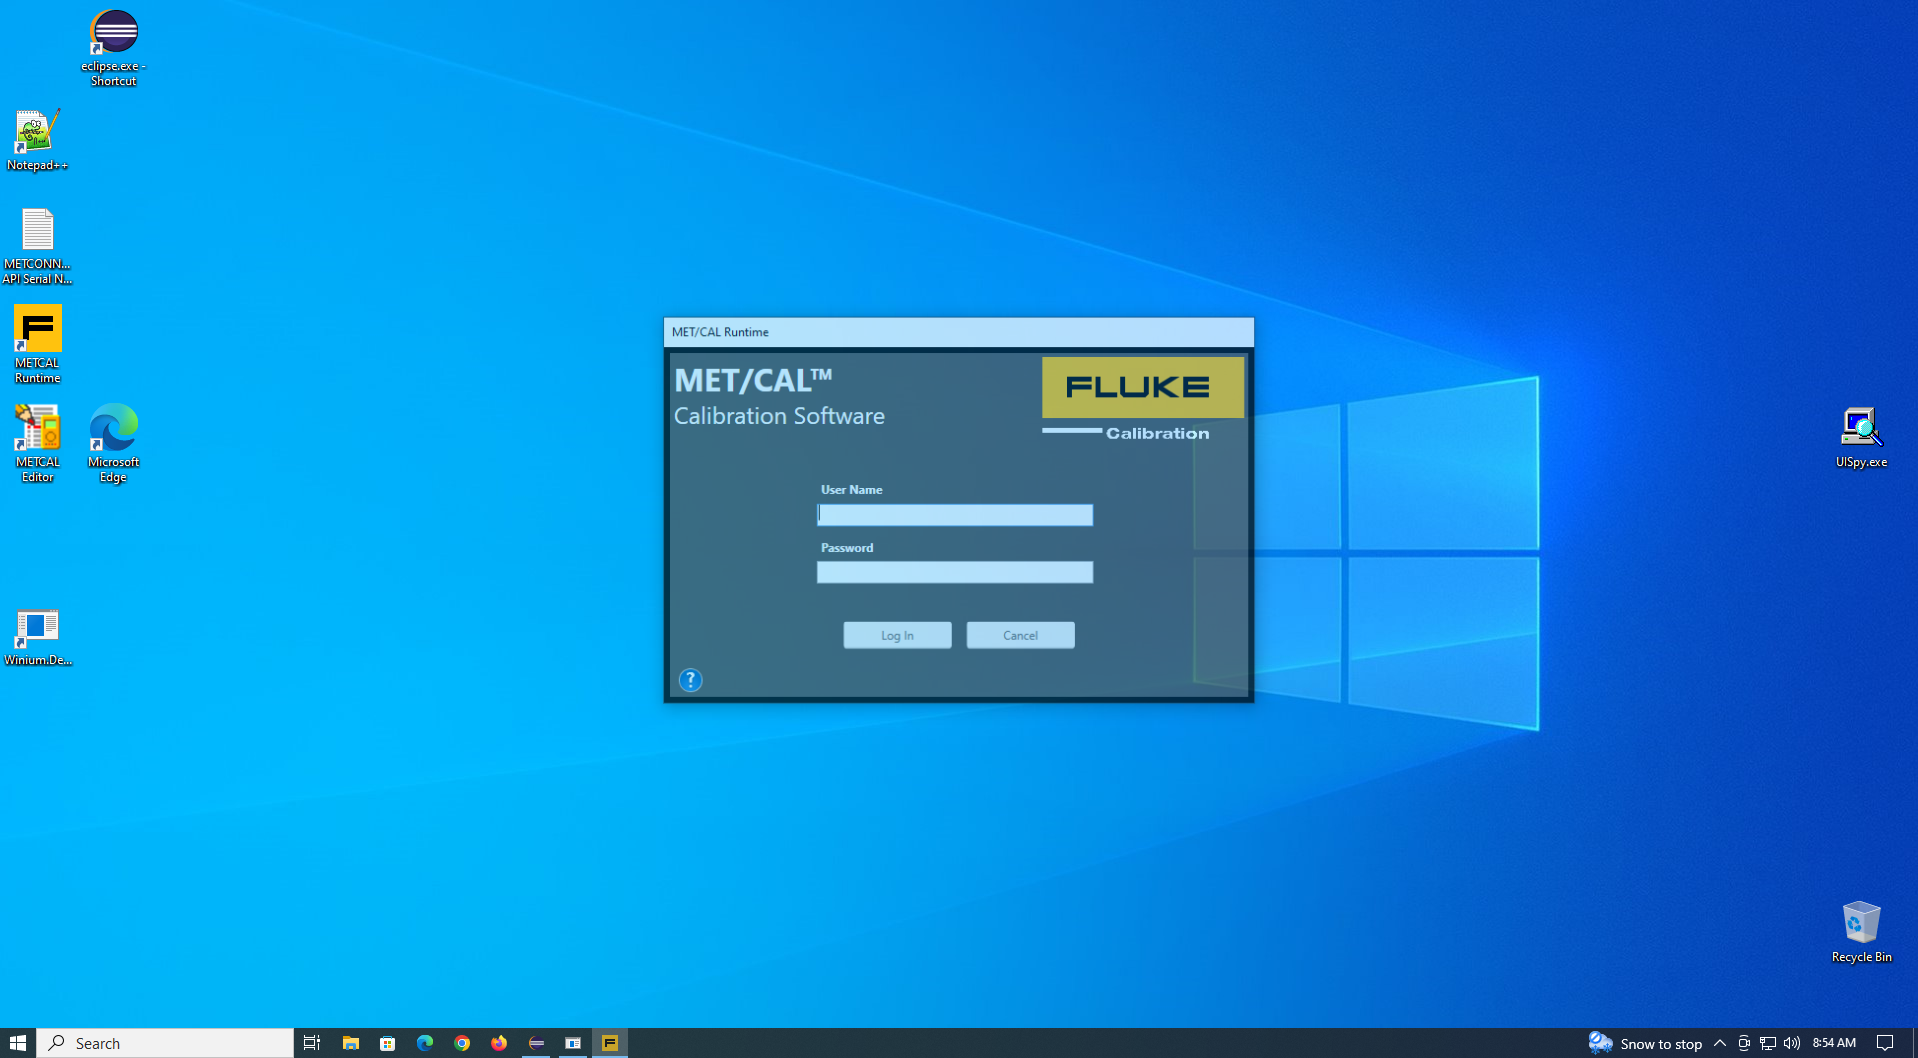 eclipse.exe -
Shortcut
Notepad++
METCONN...
API Serial N...
METCAL
Runtime
METCAL
Editor
Microsoft
Edge
Winium.De...
MET/CAL Runtime
MET/CAL™
Calibration Software
FLUKE
Calibration
User Name
Password
Log In
Cancel
?
UISpy.exe
Recycle Bin
Search
Snow to stop
8:54 AM